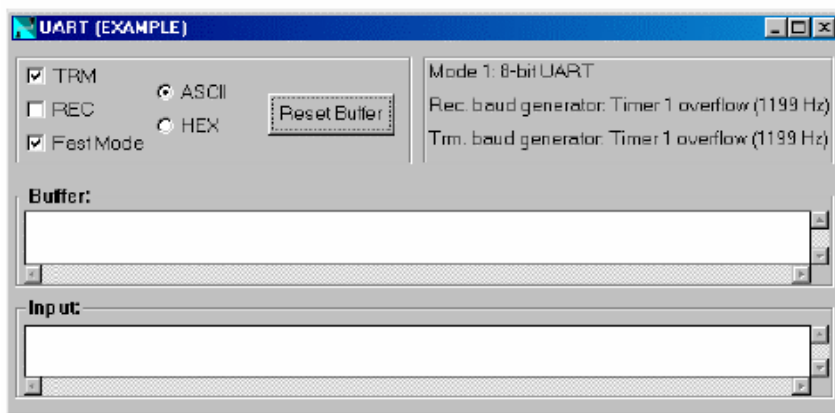 UART (EXAMPLE)
TRM
REC
Fast Mode
ASCII
HEX
Reset Buffer
Mode 1: 8-bit UART
Rec. baud generator: Timer 1 overflow (1199 Hz)
Trm. baud generator: Timer 1 overflow (1199 Hz)
Buffer:
Input: